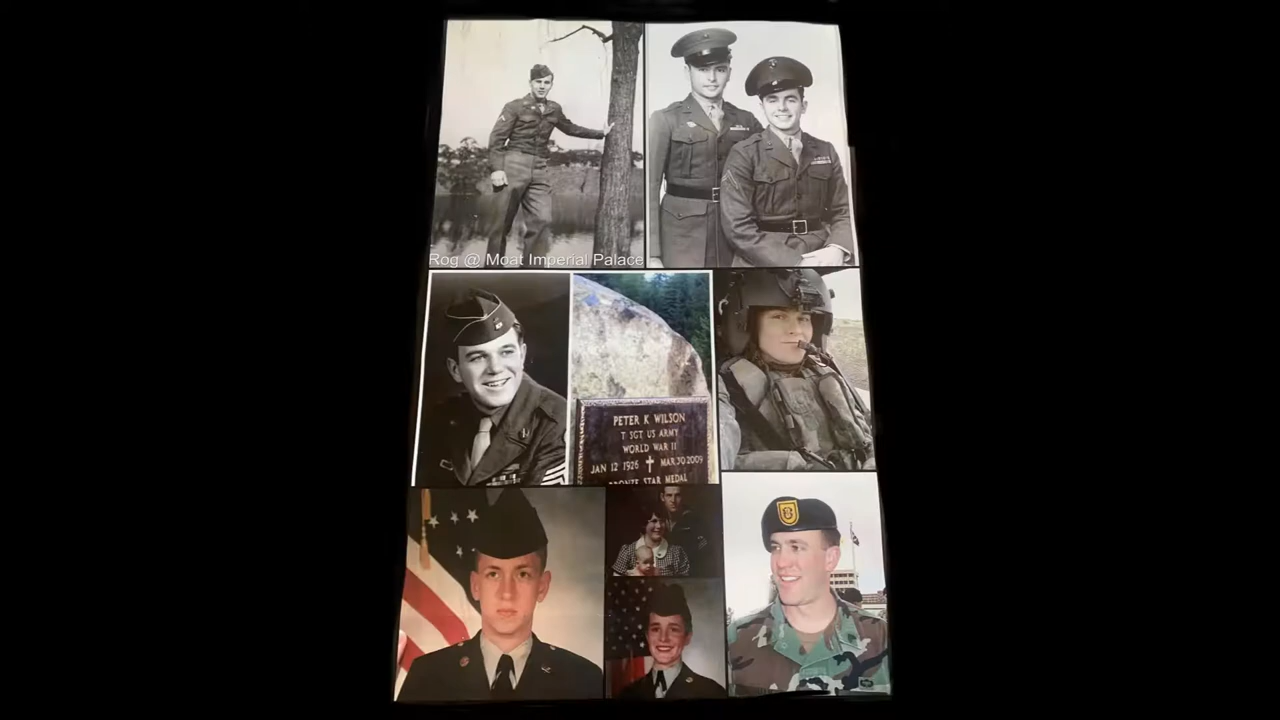 Rog @ Moat Imperial Palace
PETER K WILSON
T SGT US ARMY
WORLD WAR II
JAN 12 1926 ✝ MAR 30 2009
BRONZE STAR MEDAL